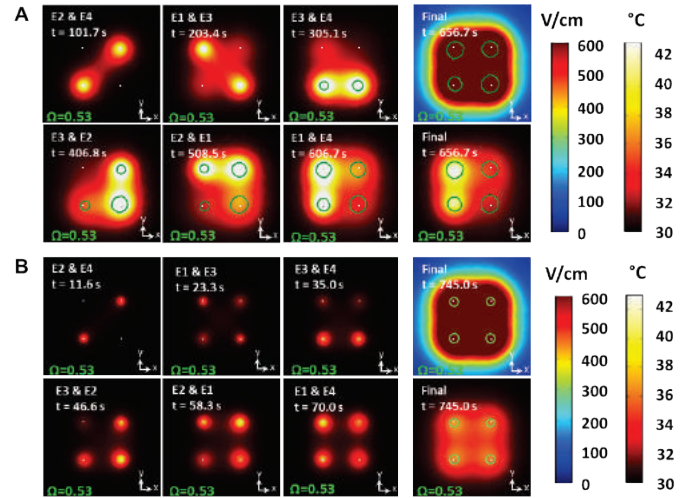 A
E2 & E4
t = 101.7 s
Ω=0.53
y
x
E1 & E3
t = 203.4 s
Ω=0.53
y
x
E3 & E4
t = 305.1 s
Ω=0.53
y
x
Final
t = 656.7 s
Ω=0.53
y
x
E3 & E2
t = 406.8 s
Ω=0.53
y
x
E2 & E1
t = 508.5 s
Ω=0.53
y
x
E1 & E4
t = 606.7 s
Ω=0.53
y
x
Final
t = 656.7 s
Ω=0.53
y
x
V/cm
600
500
400
300
200
100
0
°C
42
40
38
36
34
32
30
B
E2 & E4
t = 11.6 s
Ω=0.53
y
x
E1 & E3
t = 23.3 s
Ω=0.53
y
x
E3 & E4
t = 35.0 s
Ω=0.53
y
x
Final
t = 745.0 s
Ω=0.53
y
x
E3 & E2
t = 46.6 s
Ω=0.53
y
x
E2 & E1
t = 58.3 s
Ω=0.53
y
x
E1 & E4
t = 70.0 s
Ω=0.53
y
x
Final
t = 745.0 s
Ω=0.53
y
x
V/cm
600
500
400
300
200
100
0
°C
42
40
38
36
34
32
30